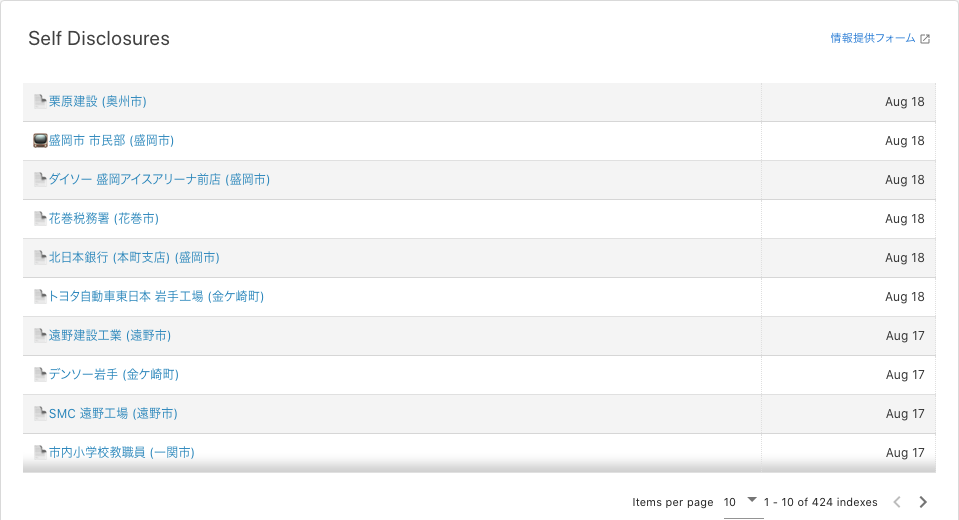 Self Disclosures
情報提供フォーム
栗原建設 (奥州市) Aug 18
盛岡市 市民部 (盛岡市) Aug 18
ダイソー 盛岡アイスアリーナ前店 (盛岡市) Aug 18
花巻税務署 (花巻市) Aug 18
北日本銀行 (本町支店) (盛岡市) Aug 18
トヨタ自動車東日本 岩手工場 (金ケ崎町) Aug 18
遠野建設工業 (遠野市) Aug 17
デンソー岩手 (金ケ崎町) Aug 17
SMC 遠野工場 (遠野市) Aug 17
市内小学校教職員 (一関市) Aug 17
Items per page 10 1 - 10 of 424 indexes